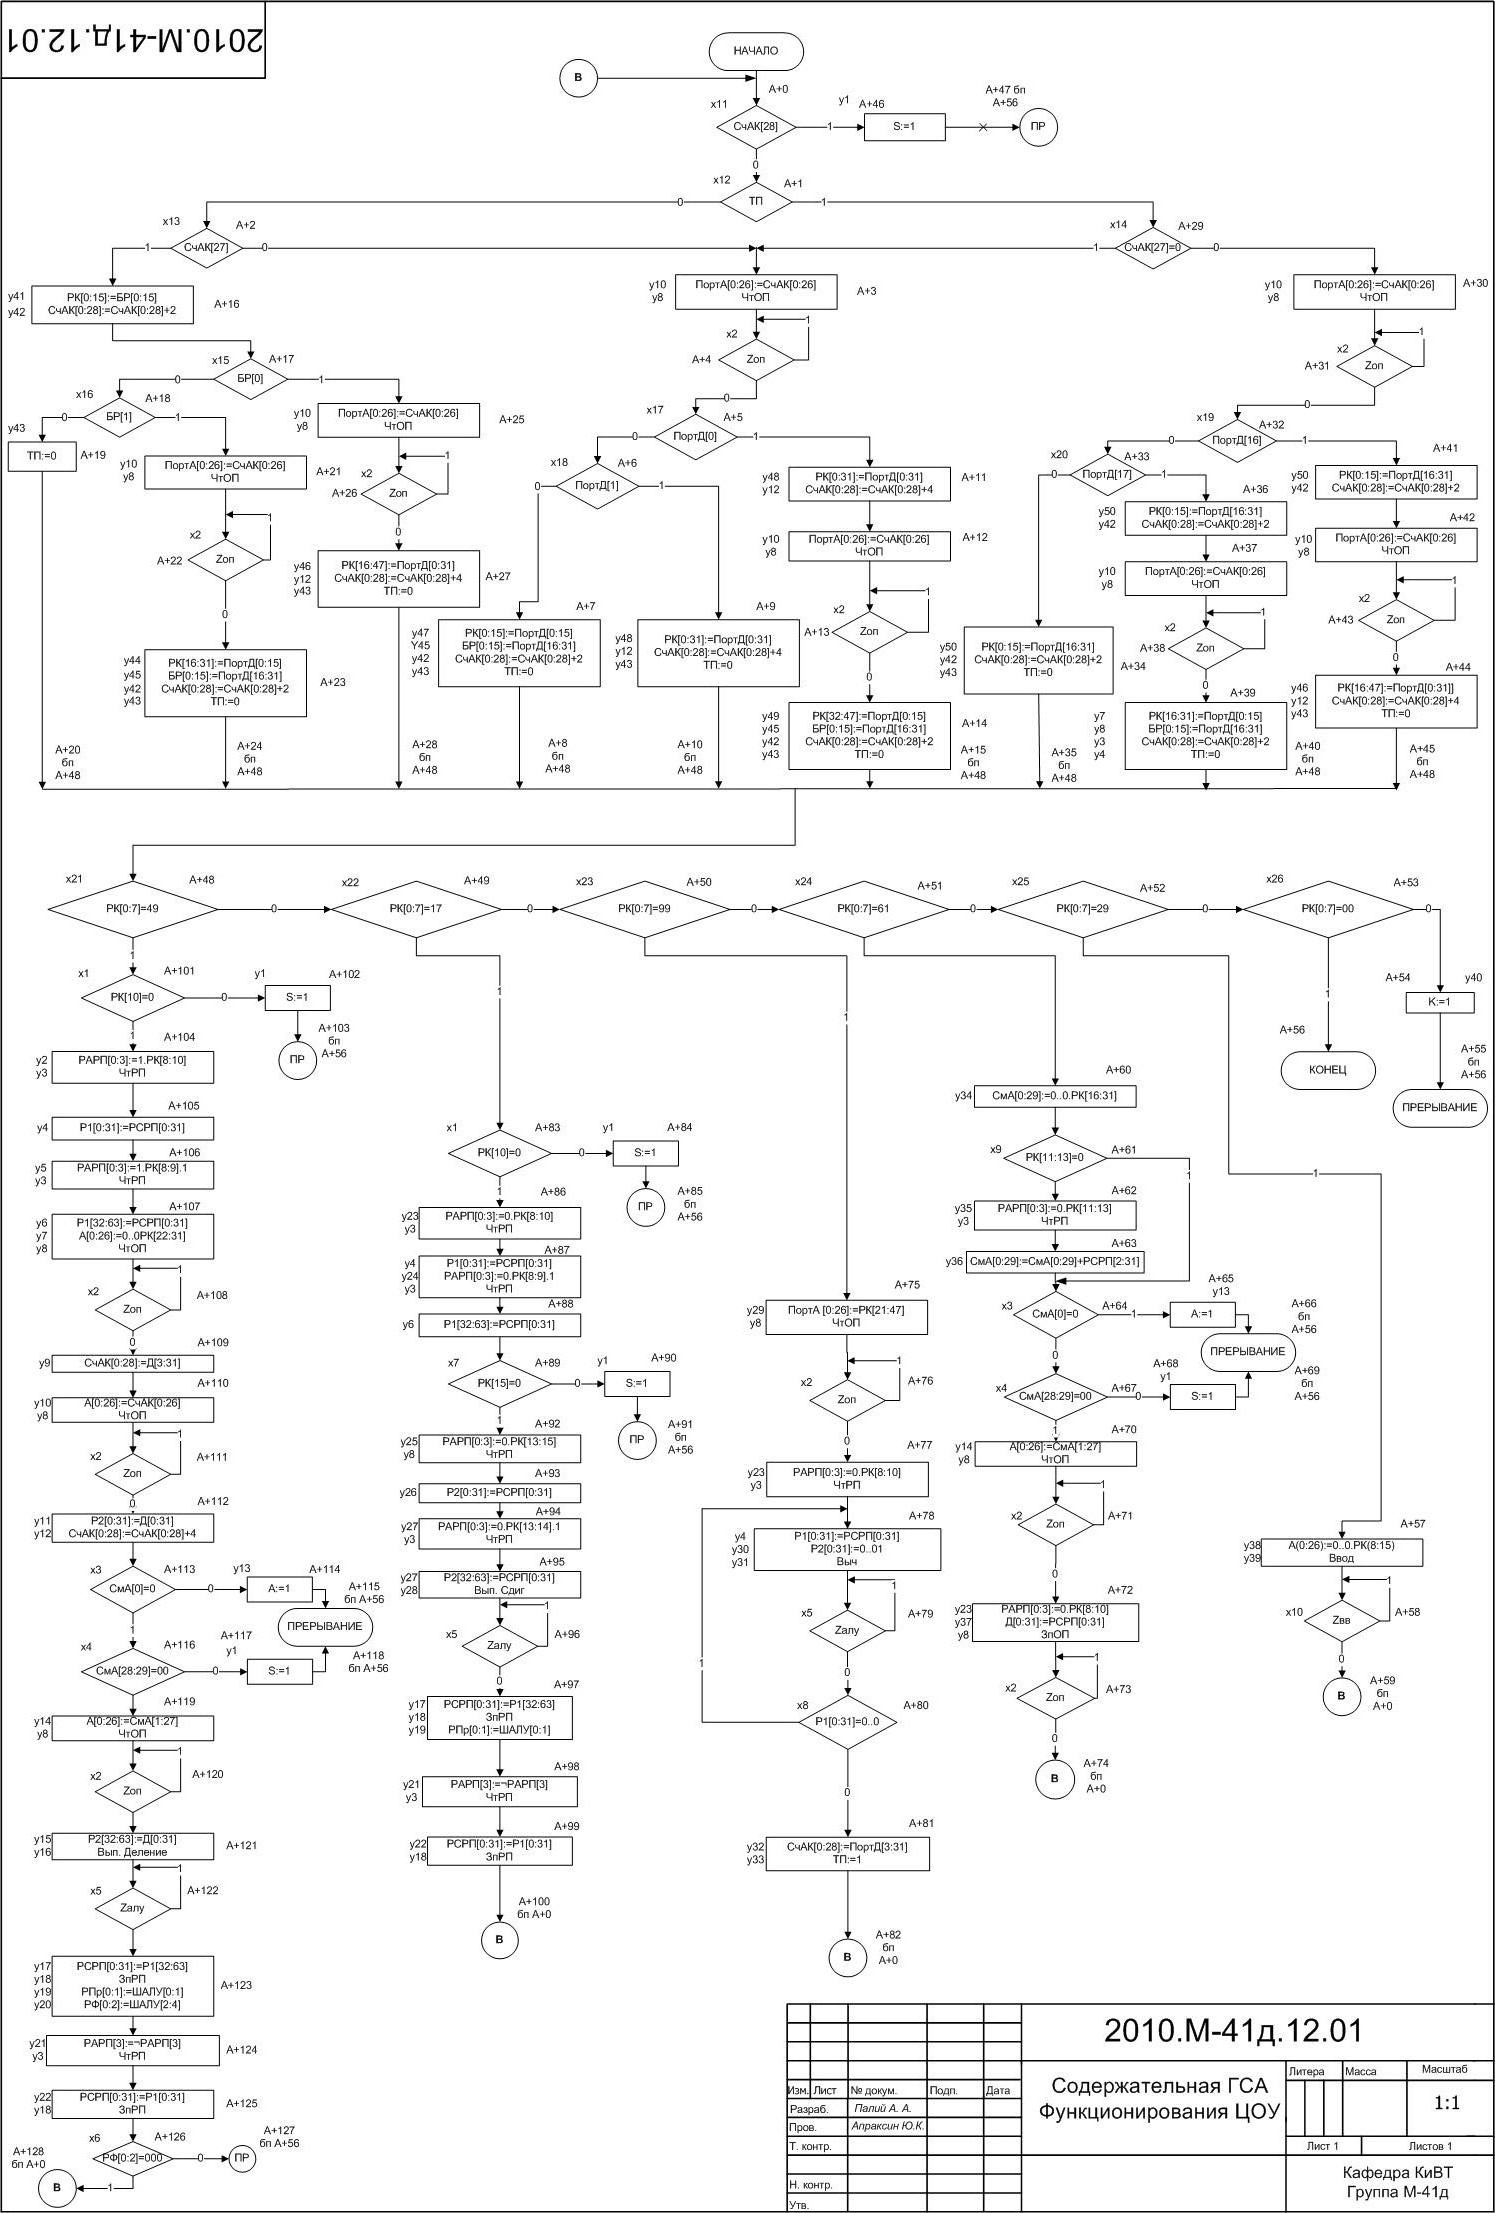 2010.М-41д.12.01
НАЧАЛО
В
A+0
x11
СчАК[28]
1
y1
A+46
S:=1
A+47 бп
A+56
ПР
0
x12
A+1
ТП
0
1
x13
A+2
СчАК[27]
1
0
x14
A+29
СчАК[27]=0
1
0
y41
y42
РК[0:15]:=БР[0:15]
СчАК[0:28]:=СчАК[0:28]+2
A+16
y10
y8
ПортА[0:26]:=СчАК[0:26]
ЧтОП
A+3
y10
y8
ПортА[0:26]:=СчАК[0:26]
ЧтОП
A+30
1
x2
A+4
Zоп
0
1
x2
A+31
Zоп
0
x15
A+17
БР[0]
0
1
x16
A+18
БР[1]
0
1
y10
y8
ПортА[0:26]:=СчАК[0:26]
ЧтОП
A+25
x17
A+5
ПортД[0]
0
1
x19
A+32
ПортД[16]
0
1
y43
ТП:=0
A+19
y10
y8
ПортА[0:26]:=СчАК[0:26]
ЧтОП
A+21
1
x2
A+26
Zоп
0
x18
A+6
ПортД[1]
0
1
y48
y12
РК[0:31]:=ПортД[0:31]
СчАК[0:28]:=СчАК[0:28]+4
A+11
x20
A+33
ПортД[17]
0
1
A+41
y50
y42
РК[0:15]:=ПортД[16:31]
СчАК[0:28]:=СчАК[0:28]+2
A+36
y50
y42
РК[0:15]:=ПортД[16:31]
СчАК[0:28]:=СчАК[0:28]+2
1
x2
A+22
Zоп
0
y10
y8
ПортА[0:26]:=СчАК[0:26]
ЧтОП
A+12
A+37
y10
y8
ПортА[0:26]:=СчАК[0:26]
ЧтОП
A+42
y10
y8
ПортА[0:26]:=СчАК[0:26]
ЧтОП
y46
y12
y43
РК[16:47]:=ПортД[0:31]
СчАК[0:28]:=СчАК[0:28]+4
ТП:=0
A+27
1
x2
A+13
Zоп
0
1
x2
A+38
Zоп
0
1
x2
A+43
Zоп
0
A+7
y47
Y45
y42
y43
РК[0:15]:=ПортД[0:15]
БР[0:15]:=ПортД[16:31]
СчАК[0:28]:=СчАК[0:28]+2
ТП:=0
A+9
y48
y12
y43
РК[0:31]:=ПортД[0:31]
СчАК[0:28]:=СчАК[0:28]+4
ТП:=0
y50
y42
y43
РК[0:15]:=ПортД[16:31]
СчАК[0:28]:=СчАК[0:28]+2
ТП:=0
A+34
y44
y45
y42
y43
РК[16:31]:=ПортД[0:15]
БР[0:15]:=ПортД[16:31]
СчАК[0:28]:=СчАК[0:28]+2
ТП:=0
A+23
y49
y45
y42
y43
РК[32:47]:=ПортД[0:15]
БР[0:15]:=ПортД[16:31]
СчАК[0:28]:=СчАК[0:28]+2
ТП:=0
A+14
A+39
y7
y8
y3
y4
РК[16:31]:=ПортД[0:15]
БР[0:15]:=ПортД[16:31]
СчАК[0:28]:=СчАК[0:28]+2
ТП:=0
A+44
y46
y12
y43
РК[16:47]:=ПортД[0:31]]
СчАК[0:28]:=СчАК[0:28]+4
ТП:=0
A+20
бп
A+48
A+24
бп
A+48
A+28
бп
A+48
A+8
бп
A+48
A+10
бп
A+48
A+15
бп
A+48
A+35
бп
A+48
A+40
бп
A+48
A+45
бп
A+48
x21
A+48
РК[0:7]=49
0
x22
A+49
РК[0:7]=17
0
x23
A+50
РК[0:7]=99
0
x24
A+51
РК[0:7]=61
0
x25
A+52
РК[0:7]=29
0
x26
A+53
РК[0:7]=00
0
1
x1
A+101
РК[10]=0
0
y1
A+102
S:=1
A+103
бп
A+56
ПР
1
A+104
y2
y3
РАРП[0:3]:=1.РК[8:10]
ЧтРП
A+105
y4
Р1[0:31]:=РСРП[0:31]
A+106
y5
y3
РАРП[0:3]:=1.РК[8:9].1
ЧтРП
A+107
y6
y7
y8
Р1[32:63]:=РСРП[0:31]
А[0:26]:=0..0РК[22:31]
ЧтОП
1
x2
A+108
Zоп
0
A+109
y9
СчАК[0:28]:=Д[3:31]
A+110
y10
y8
А[0:26]:=СчАК[0:26]
ЧтОП
1
x2
A+111
Zоп
0
A+112
y11
y12
Р2[0:31]:=Д[0:31]
СчАК[0:28]:=СчАК[0:28]+4
x3
A+113
СмА[0]=0
0
y13
A+114
А:=1
A+115
бп A+56
ПРЕРЫВАНИЕ
1
x4
A+116
СмА[28:29]=00
0
A+117
y1
S:=1
A+118
бп A+56
A+119
y14
y8
А[0:26]:=СмА[1:27]
ЧтОП
1
x2
A+120
Zоп
y15
y16
Р2[32:63]:=Д[0:31]
Вып. Деление
A+121
1
x5
A+122
Zалу
y17
y18
y19
y20
РСРП[0:31]:=Р1[32:63]
ЗпРП
РПр[0:1]:=ШАЛУ[0:1]
РФ[0:2]:=ШАЛУ[2:4]
A+123
y21
y3
РАРП[3]:=¬РАРП[3]
ЧтРП
A+124
y22
y18
РСРП[0:31]:=Р1[0:31]
ЗпРП
A+125
x6
A+126
РФ[0:2]=000
0
A+127
бп A+56
ПР
1
A+128
бп A+0
В
1
x1
A+83
РК[10]=0
0
y1
A+84
S:=1
ПР
A+85
бп
A+56
1
A+86
y23
y3
РАРП[0:3]:=0.РК[8:10]
ЧтРП
A+87
y4
y24
y3
Р1[0:31]:=РСРП[0:31]
РАРП[0:3]:=0.РК[8:9].1
ЧтРП
A+88
y6
Р1[32:63]:=РСРП[0:31]
x7
A+89
РК[15]=0
0
y1
A+90
S:=1
ПР
A+91
бп
A+56
1
A+92
y25
y8
РАРП[0:3]:=0.РК[13:15]
ЧтРП
A+93
y26
Р2[0:31]:=РСРП[0:31]
A+94
y27
y3
РАРП[0:3]:=0.РК[13:14].1
ЧтРП
A+95
y27
y28
Р2[32:63]:=РСРП[0:31]
Вып. Сдиг
1
x5
A+96
Zалу
0
A+97
y17
y18
y19
РСРП[0:31]:=Р1[32:63]
ЗпРП
РПр[0:1]:=ШАЛУ[0:1]
A+98
y21
y3
РАРП[3]:=¬РАРП[3]
ЧтРП
A+99
y22
y18
РСРП[0:31]:=Р1[0:31]
ЗпРП
A+100
бп A+0
В
1
A+75
y29
y8
ПортА [0:26]:=РК[21:47]
ЧтОП
1
x2
A+76
Zоп
0
A+77
y23
y3
РАРП[0:3]:=0.РК[8:10]
ЧтРП
A+78
y4
y30
y31
Р1[0:31]:=РСРП[0:31]
Р2[0:31]:=0..01
Выч
1
x5
A+79
Zалу
0
1
x8
A+80
Р1[0:31]=0..0
0
A+81
y32
y33
СчАК[0:28]:=ПортД[3:31]
ТП:=1
A+82
бп
A+0
В
A+60
y34
СмА[0:29]:=0..0.РК[16:31]
x9
A+61
РК[11:13]=0
1
A+62
y35
y3
РАРП[0:3]:=0.РК[11:13]
ЧтРП
A+63
y36
СмА[0:29]:=СмА[0:29]+РСРП[2:31]
x3
A+64
СмА[0]=0
1
A+65
y13
А:=1
A+66
бп
A+56
ПРЕРЫВАНИЕ
0
x4
A+67
СмА[28:29]=00
0
A+68
y1
S:=1
A+69
бп
A+56
1
A+70
y14
y8
А[0:26]:=СмА[1:27]
ЧтОП
1
x2
A+71
Zоп
0
A+72
y23
y37
y8
РАРП[0:3]:=0.РК[8:10]
Д[0:31]:=РСРП[0:31]
ЗпОП
1
x2
A+73
Zоп
0
A+74
бп
A+0
В
1
A+57
y38
y39
А(0:26):=0..0.РК(8:15)
Ввод
1
x10
A+58
Zвв
0
A+59
бп
A+0
В
1
A+56
КОНЕЦ
A+54
y40
К:=1
A+55
бп
A+56
ПРЕРЫВАНИЕ
2010.М-41д.12.01
Содержательная ГСА
Функционирования ЦОУ
Литера
Масса
Масштаб
1:1
Изм.
Лист
№ докум.
Подп.
Дата
Разраб.
Палий А. А.
Пров.
Апраксин Ю.К.
Т. контр.
Н. контр.
Утв.
Лист 1
Листов 1
Кафедра КиВТ
Группа М-41д